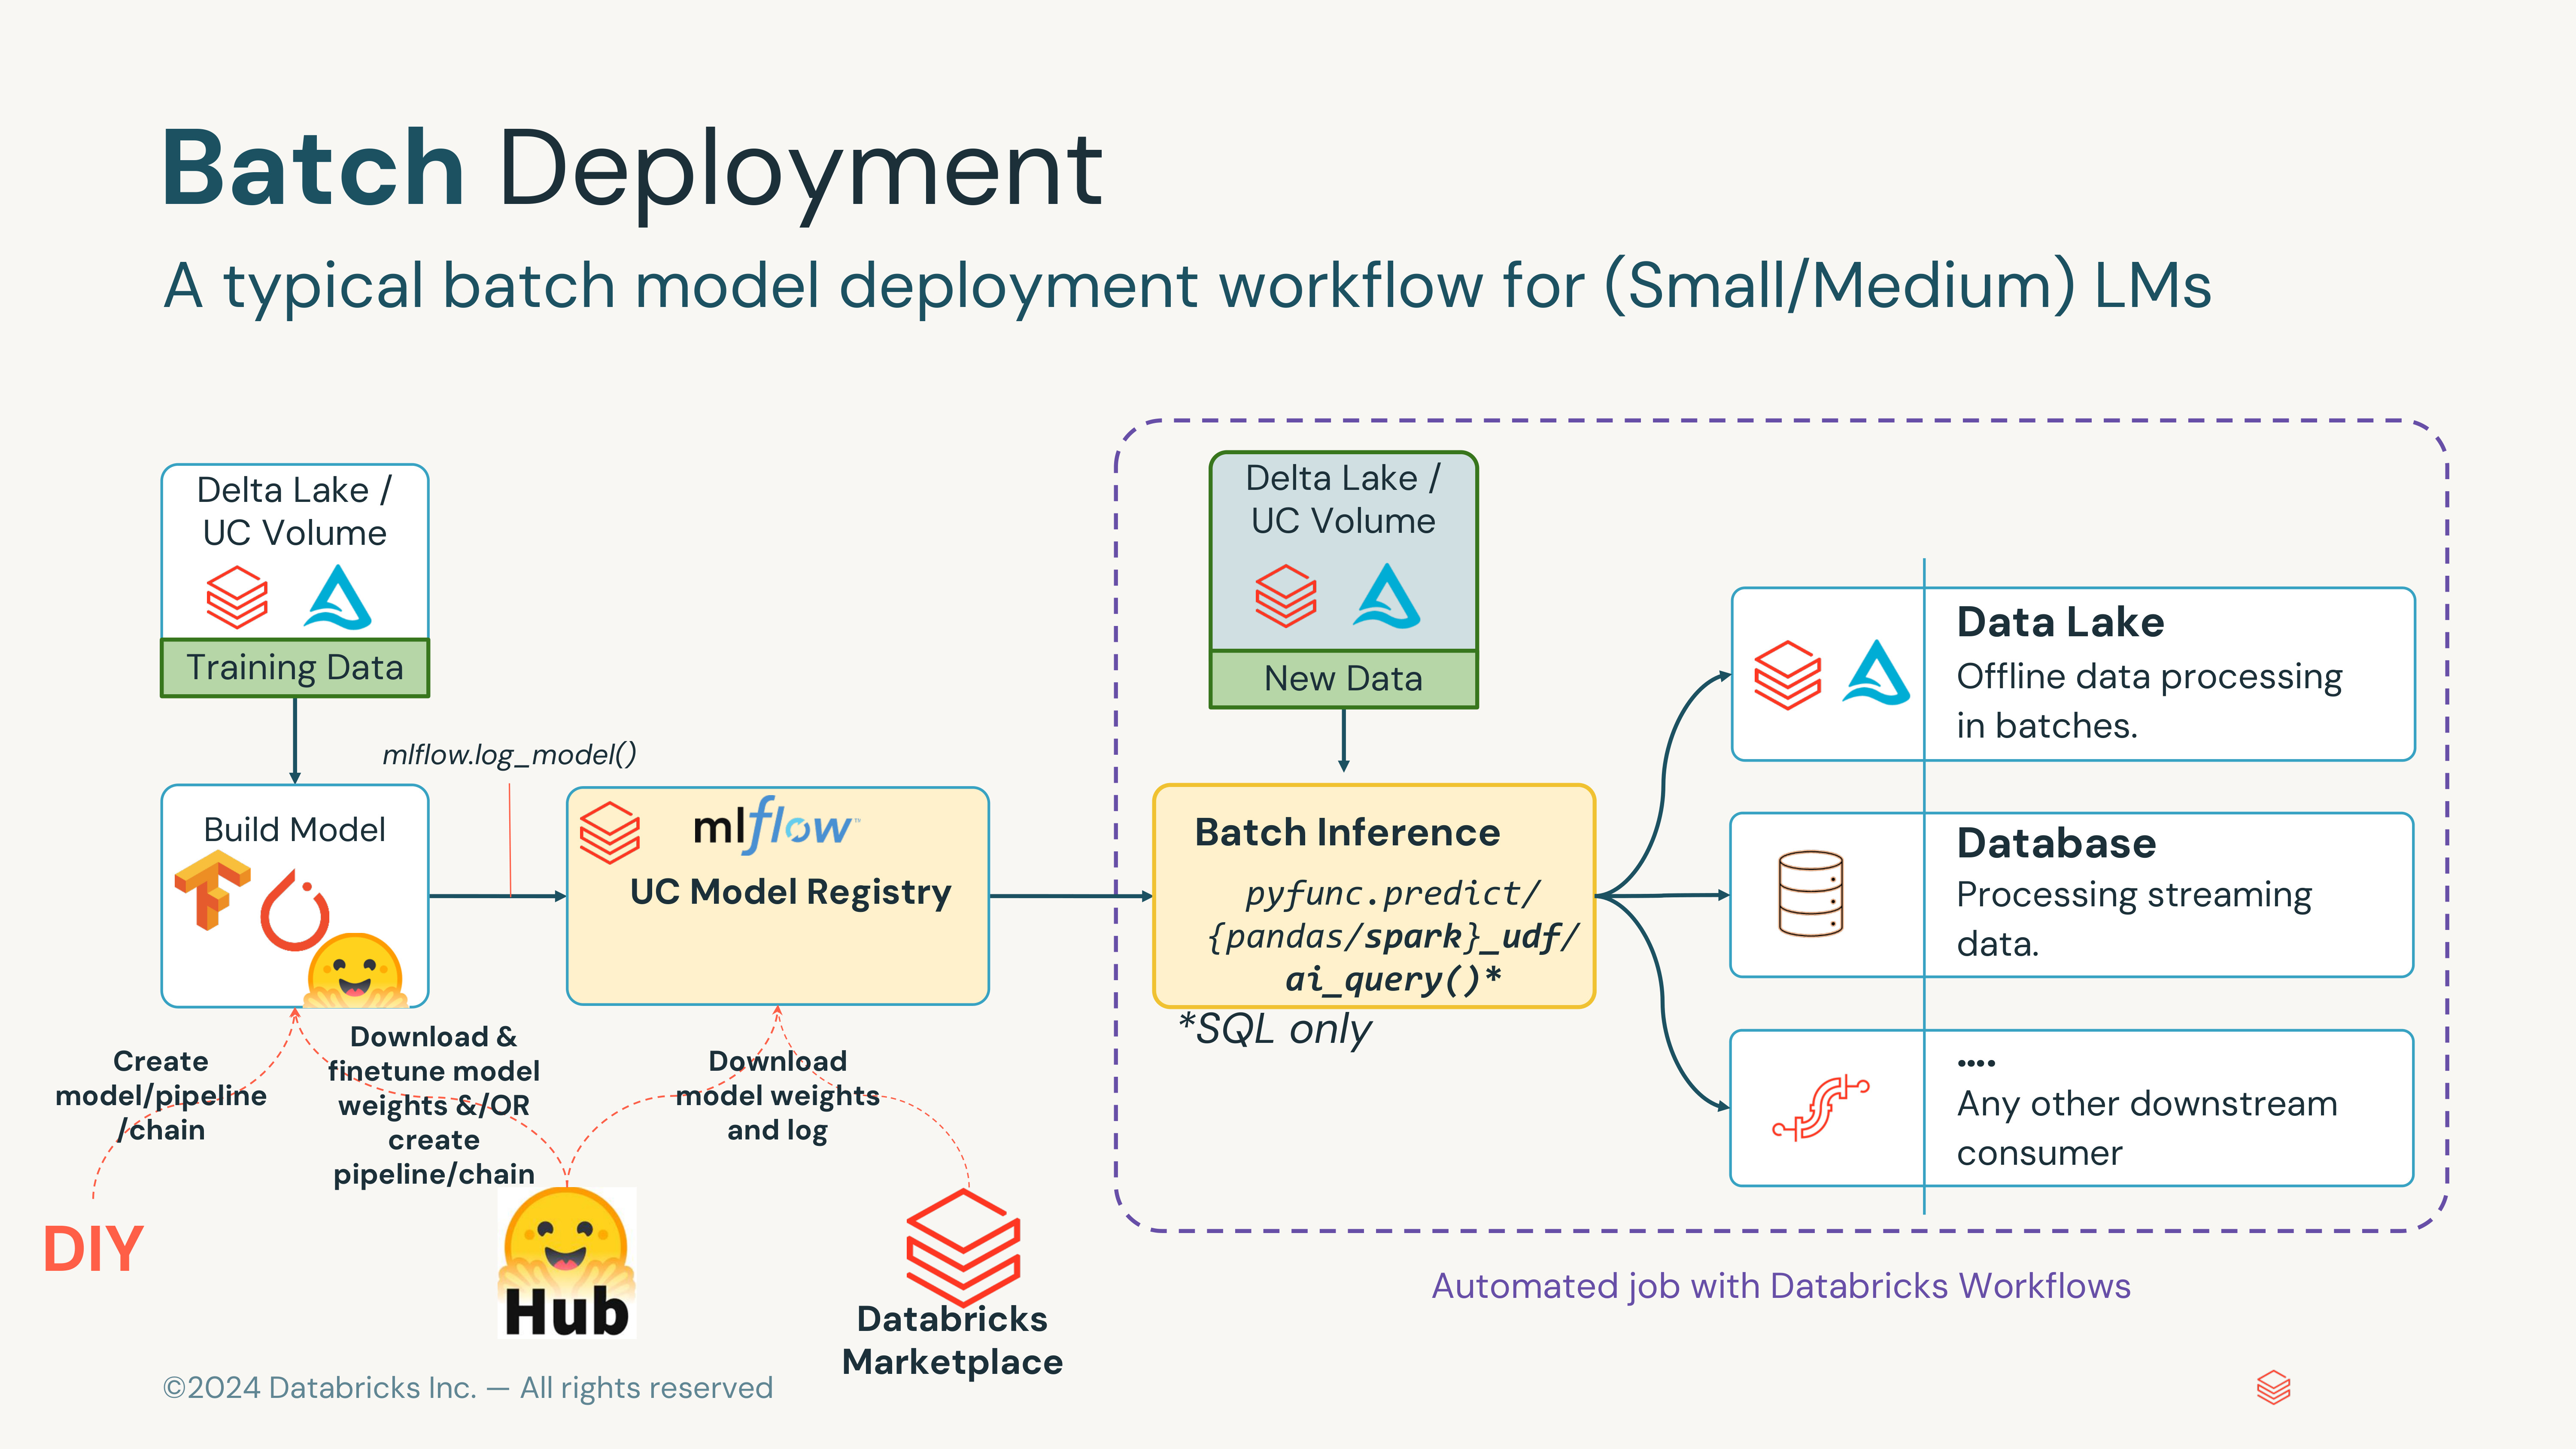 Batch Deployment
A typical batch model deployment workflow for (Small/Medium) LMs
Delta Lake /
UC Volume
Training Data
mlflow.log_model()
Build Model
mlflow™
UC Model Registry
Delta Lake /
UC Volume
New Data
Batch Inference
pyfunc.predict/
{pandas/spark}_udf/
ai_query()*
*SQL only
Data Lake
Offline data processing
in batches.
Database
Processing streaming
data.
....
Any other downstream
consumer
Create
model/pipeline
/chain
Download &
finetune model
weights &/OR
create
pipeline/chain
Download
model weights
and log
DIY
Hub
Databricks
Marketplace
Automated job with Databricks Workflows
©2024 Databricks Inc. — All rights reserved